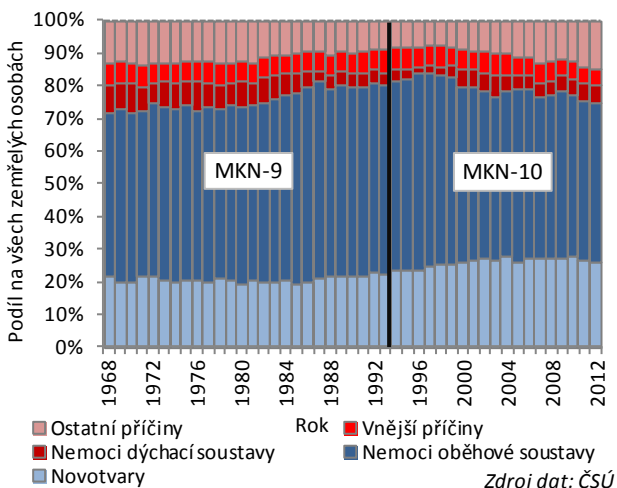 Podíl na všech zemřelých osobách
100%
90%
80%
70%
60%
50%
40%
30%
20%
10%
0%
MKN-9
MKN-10
1968
1972
1976
1980
1984
1988
1992
1996
2000
2004
2008
2012
Rok
Ostatní příčiny
Vnější příčiny
Nemoci dýchací soustavy
Nemoci oběhové soustavy
Novotvary
Zdroj dat: ČSÚ